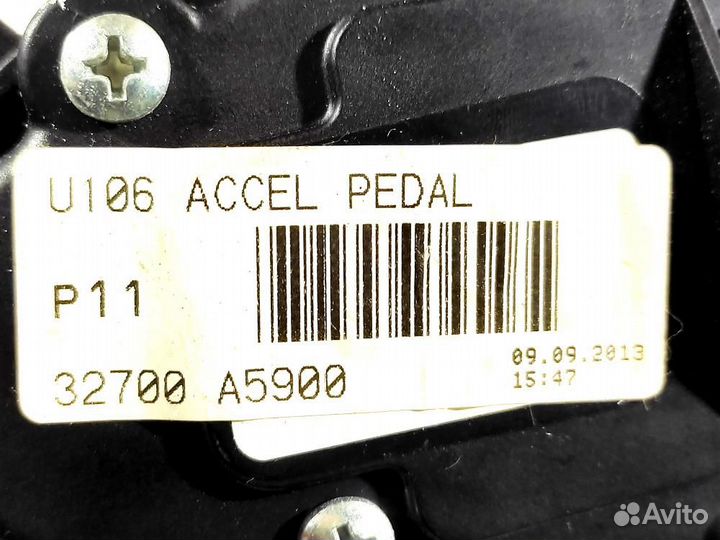 U106 ACCEL PEDAL
P11
32700 A5900
09.09.2013
15:47
Avito